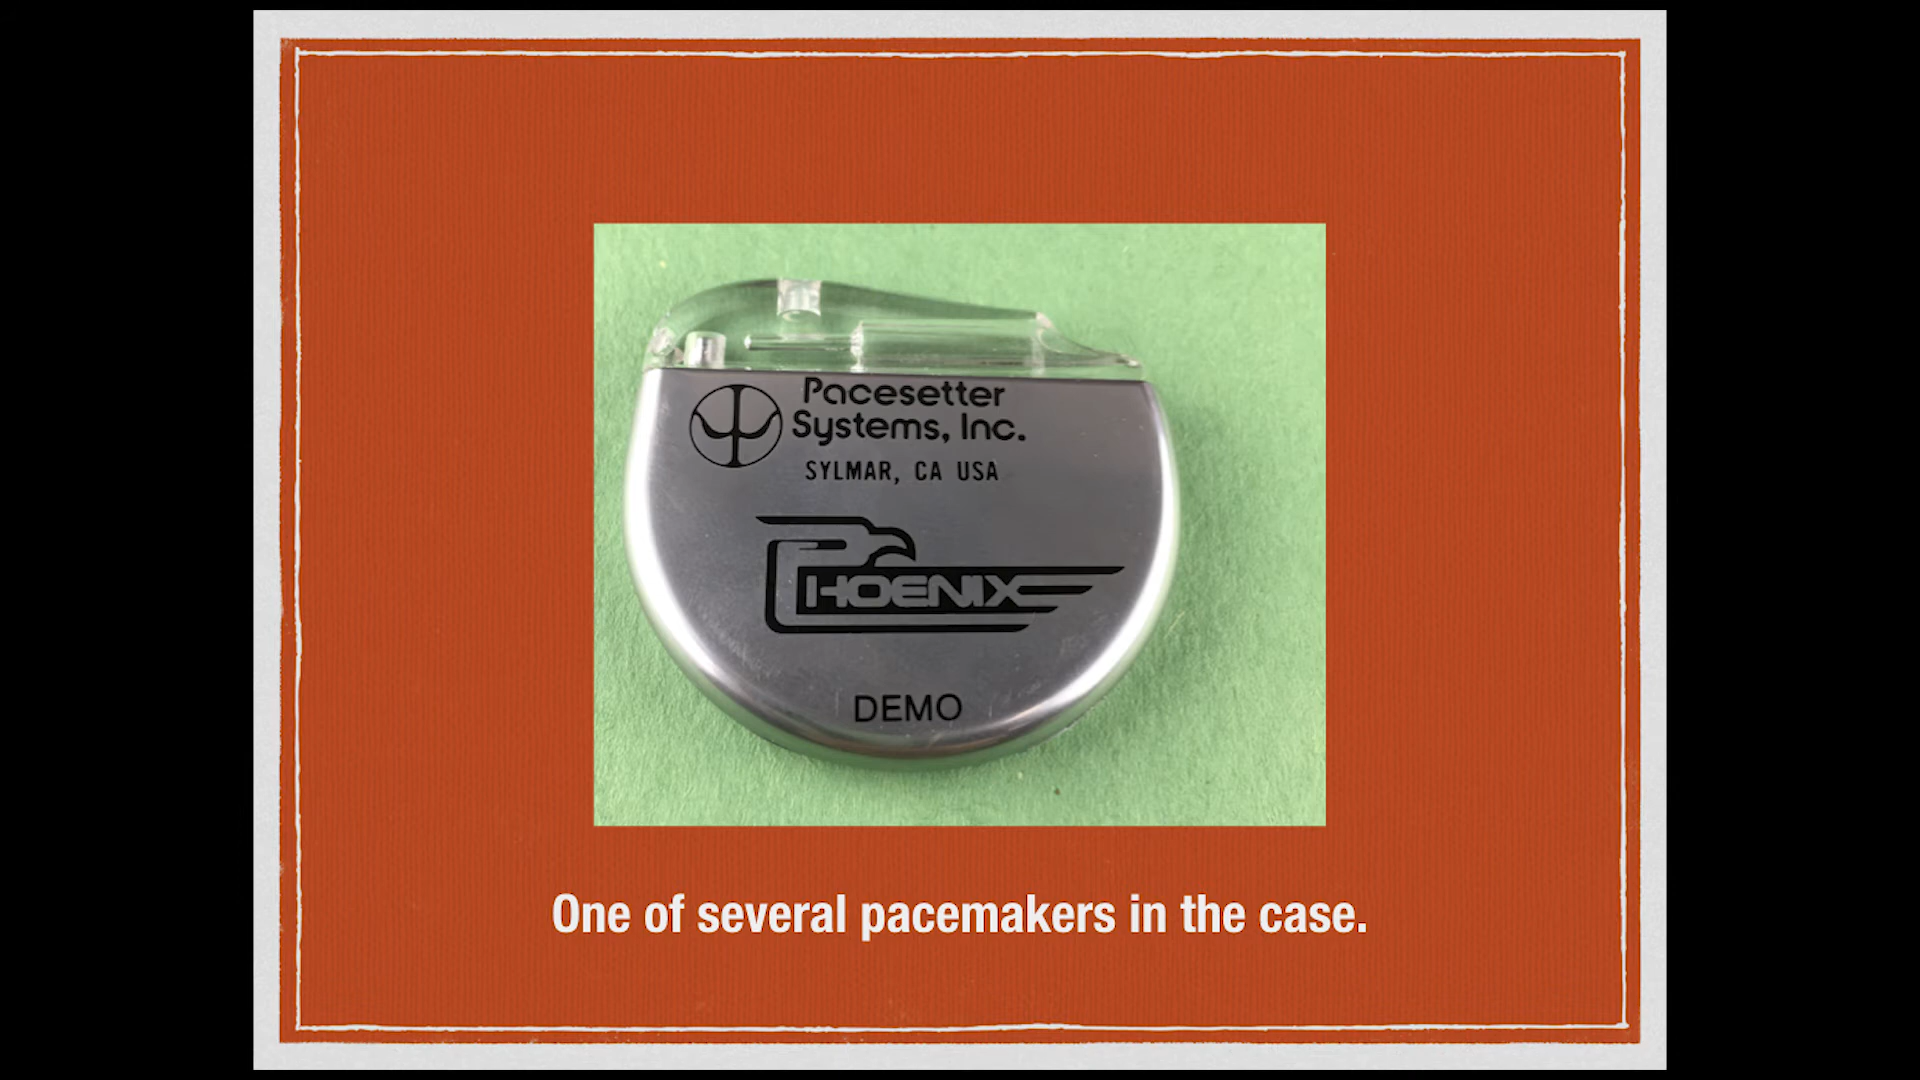 Pacesetter
Systems, Inc.
SYLMAR, CA USA
PHOENIX
DEMO
One of several pacemakers in the case.